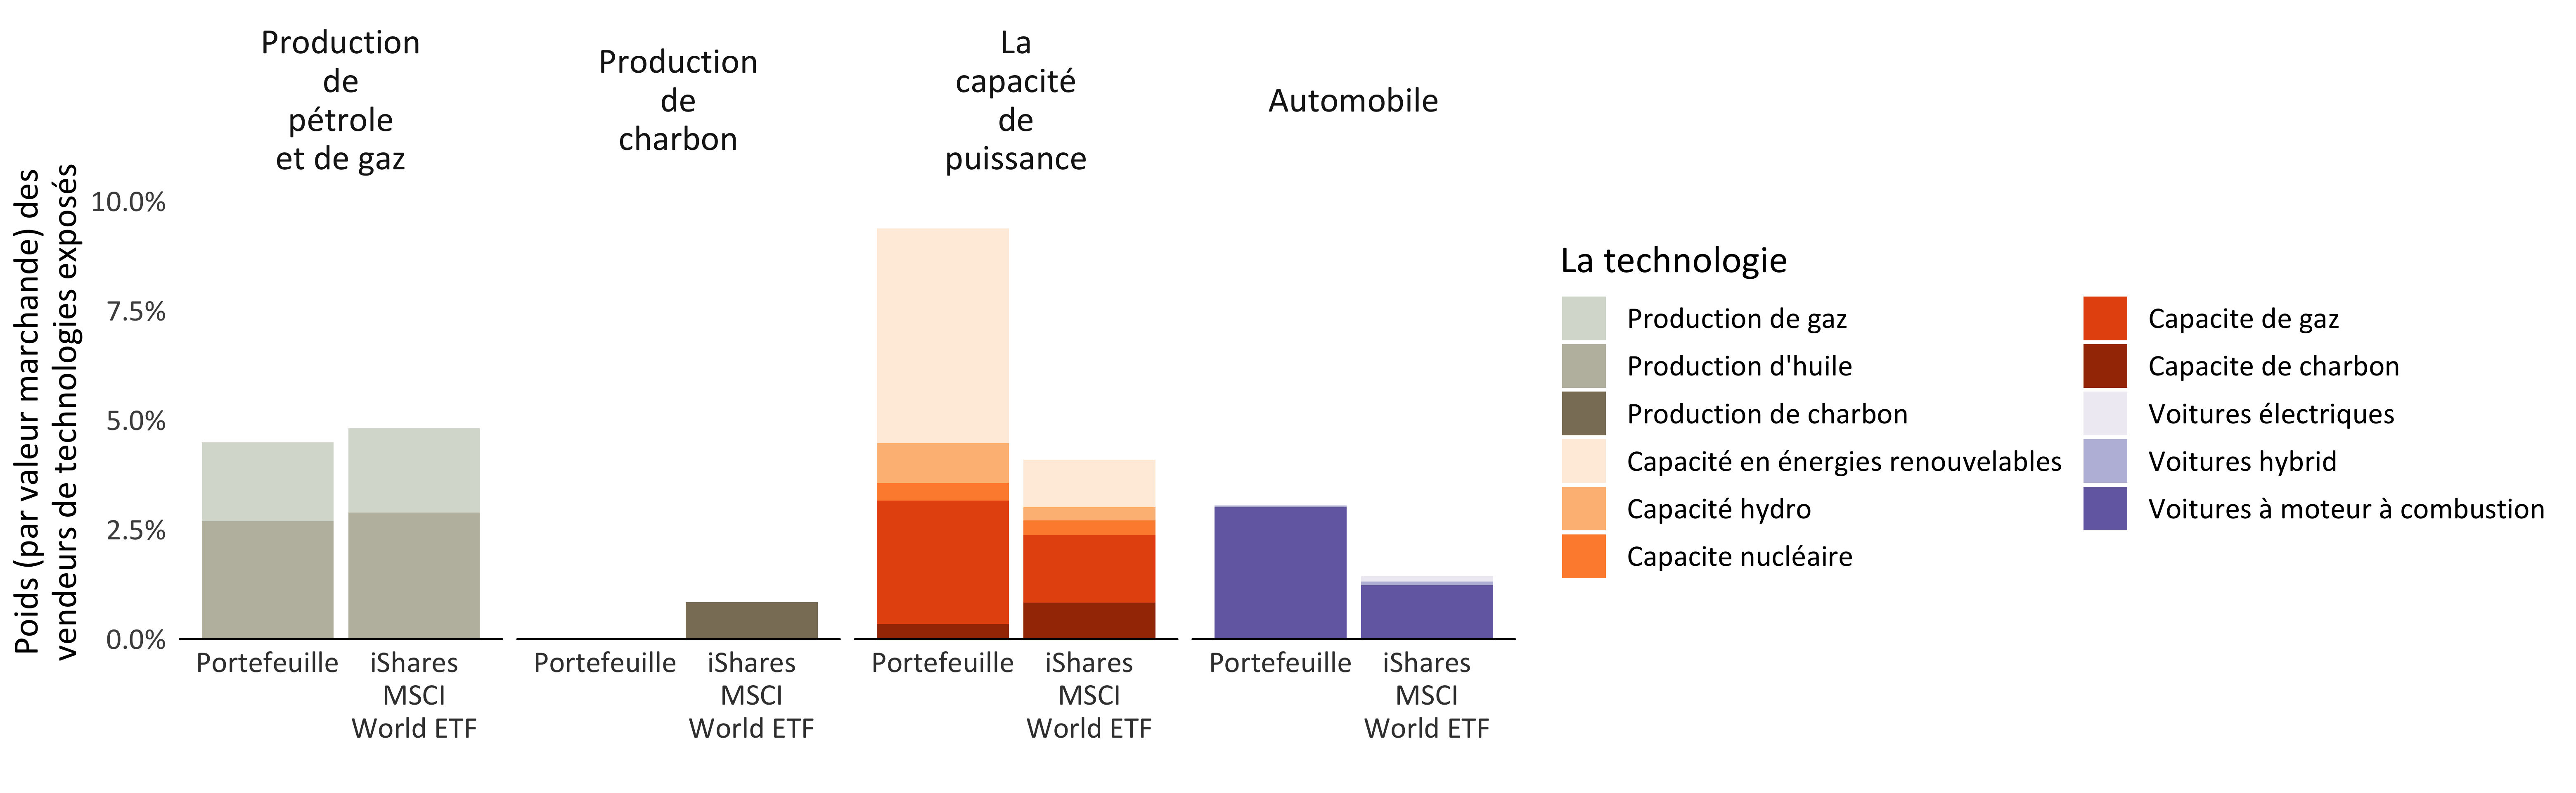 Production
de
pétrole
et de gaz
Production
de
charbon
La
capacité
de
puissance
Automobile
Poids (par valeur marchande) des
vendeurs de technologies exposés
10.0%
7.5%
5.0%
2.5%
0.0%
Portefeuille
iShares
MSCI
World ETF
Portefeuille
iShares
MSCI
World ETF
Portefeuille
iShares
MSCI
World ETF
Portefeuille
iShares
MSCI
World ETF
La technologie
Production de gaz
Production d'huile
Production de charbon
Capacité en énergies renouvelables
Capacité hydro
Capacite nucléaire
Capacite de gaz
Capacite de charbon
Voitures électriques
Voitures hybrid
Voitures à moteur à combustion